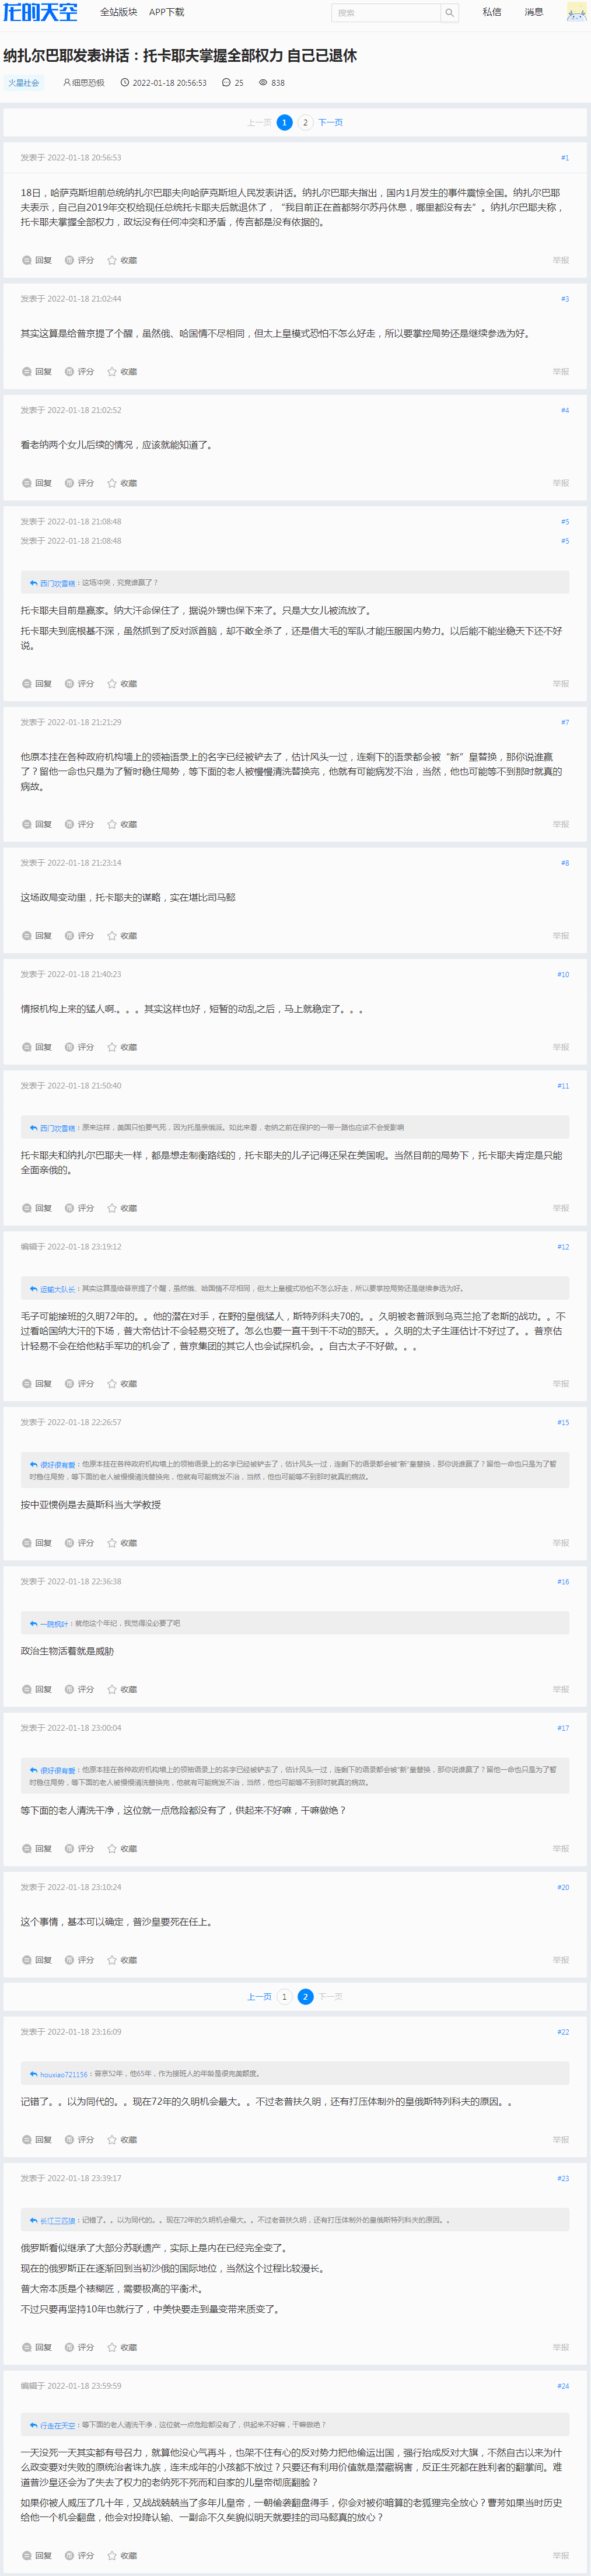 龙的天空 全站版块 APP下载 搜索 私信 消息
纳扎尔巴耶发表讲话：托卡耶夫掌握全部权力 自己已退休
火星社会 细思恐极 2022-01-18 20:56:53 25 838
上一页 1 2 下一页
发表于 2022-01-18 20:56:53 #1
18日，哈萨克斯坦前总统纳扎尔巴耶夫向哈萨克斯坦人民发表讲话。纳扎尔巴耶夫指出，国内1月发生的事件震惊全国。纳扎尔巴耶
夫表示，自己自2019年交权给现任总统托卡耶夫后就退休了，“我目前正在首都努尔苏丹休息，哪里都没有去”。纳扎尔巴耶夫称，
托卡耶夫掌握全部权力，政坛没有任何冲突和矛盾，传言都是没有依据的。
回复 评分 收藏 举报
发表于 2022-01-18 21:02:44 #3
其实这算是给普京提了个醒，虽然俄、哈国情不尽相同，但太上皇模式恐怕不怎么好走，所以要掌控局势还是继续参选为好。
回复 评分 收藏 举报
发表于 2022-01-18 21:02:52 #4
看老纳两个女儿后续的情况，应该就能知道了。
回复 评分 收藏 举报
发表于 2022-01-18 21:08:48 #5
发表于 2022-01-18 21:08:48 #5
西门吹雪糕：这场冲突，究竟谁赢了？
托卡耶夫目前是赢家。纳大汗命保住了，据说外甥也保下来了。只是大女儿被流放了。
托卡耶夫到底根基不深，虽然抓到了反对派首脑，却不敢全杀了，还是借大毛的军队才能压服国内势力。以后能不能坐稳天下还不好
说。
回复 评分 收藏 举报
发表于 2022-01-18 21:21:29 #7
他原本挂在各种政府机构墙上的领袖语录上的名字已经被铲去了，估计风头一过，连剩下的语录都会被“新”皇替换，那你说谁赢
了？留他一命也只是为了暂时稳住局势，等下面的老人被慢慢清洗替换完，他就有可能病发不治，当然，他也可能等不到那时就真的
病故。
回复 评分 收藏 举报
发表于 2022-01-18 21:23:14 #8
这场政局变动里，托卡耶夫的谋略，实在堪比司马懿
回复 评分 收藏 举报
发表于 2022-01-18 21:40:23 #10
情报机构上来的猛人啊.。。。其实这样也好，短暂的动乱之后，马上就稳定了。。。
回复 评分 收藏 举报
发表于 2022-01-18 21:50:40 #11
西门吹雪糕：原来这样，美国只怕要气死，因为托是亲俄派。如此来看，老纳之前在保护的一带一路也应该不会受影响
托卡耶夫和纳扎尔巴耶夫一样，都是想走制衡路线的，托卡耶夫的儿子记得还呆在美国呢。当然目前的局势下，托卡耶夫肯定是只能
全面亲俄的。
回复 评分 收藏 举报
编辑于 2022-01-18 23:19:12 #12
运输大队长：其实这算是给普京提了个醒，虽然俄、哈国情不尽相同，但太上皇模式恐怕不怎么好走，所以要掌控局势还是继续参选为好。
毛子可能接班的久明72年的。。他的潜在对手，在野的皇俄猛人，斯特列科夫70的。。久明被老普派到乌克兰抢了老斯的战功。。不
过看哈国纳大汗的下场，普大帝估计不会轻易交班了。怎么也要一直干到干不动的那天。。久明的太子生涯估计不好过了。。普京估
计轻易不会在给他粘手军功的机会了，普京集团的其它人也会试探机会。。自古太子不好做。。。
回复 评分 收藏 举报
发表于 2022-01-18 22:26:57 #15
很好很有爱：他原本挂在各种政府机构墙上的领袖语录上的名字已经被铲去了，估计风头一过，连剩下的语录都会被“新”皇替换，那你说谁赢了？留他一命也只是为了暂
时稳住局势，等下面的老人被慢慢清洗替换完，他就有可能病发不治，当然，他也可能等不到那时就真的病故。
按中亚惯例是去莫斯科当大学教授
回复 评分 收藏 举报
发表于 2022-01-18 22:36:38 #16
一院枫叶：就他这个年纪，我觉得没必要了吧
政治生物活着就是威胁
回复 评分 收藏 举报
发表于 2022-01-18 23:00:04 #17
很好很有爱：他原本挂在各种政府机构墙上的领袖语录上的名字已经被铲去了，估计风头一过，连剩下的语录都会被“新”皇替换，那你说谁赢了？留他一命也只是为了暂
时稳住局势，等下面的老人被慢慢清洗替换完，他就有可能病发不治，当然，他也可能等不到那时就真的病故。
等下面的老人清洗干净，这位就一点危险都没有了，供起来不好嘛，干嘛做绝？
回复 评分 收藏 举报
发表于 2022-01-18 23:10:24 #20
这个事情，基本可以确定，普沙皇要死在任上。
回复 评分 收藏 举报
上一页 1 2 下一页
发表于 2022-01-18 23:16:09 #22
houxiao721156：普京52年，他65年，作为接班人的年龄是很完美额度。
记错了。。以为同代的。。现在72年的久明机会最大。。不过老普扶久明，还有打压体制外的皇俄斯特列科夫的原因。。
回复 评分 收藏 举报
发表于 2022-01-18 23:39:17 #23
长江三匹狼：记错了。。以为同代的。。现在72年的久明机会最大。。不过老普扶久明，还有打压体制外的皇俄斯特列科夫的原因。。
俄罗斯看似继承了大部分苏联遗产，实际上是内在已经完全变了。
现在的俄罗斯正在逐渐回到当初沙俄的国际地位，当然这个过程比较漫长。
普大帝本质是个裱糊匠，需要极高的平衡术。
不过只要再坚持10年也就行了，中美快要走到量变带来质变了。
回复 评分 收藏 举报
编辑于 2022-01-18 23:59:59 #24
行走在天空：等下面的老人清洗干净，这位就一点危险都没有了，供起来不好嘛，干嘛做绝？
一天没死一天其实都有号召力，就算他没心气再斗，也架不住有心的反对势力把他偷运出国，强行抬成反对大旗，不然自古以来为什
么政变要对失败的原统治者诛九族，连未成年的小孩都不放过？只要还有利用价值就是潜藏祸害，反正生死都在胜利者的翻掌间。难
道普沙皇还会为了失去了权力的老纳死不死而和自家的儿皇帝彻底翻脸？
如果你被人威压了几十年，又战战兢兢当了多年儿皇帝，一朝偷袭翻盘得手，你会对被你暗算的老狐狸完全放心？曹芳如果当时历史
给他一个机会翻盘，他会对投降认输、一副命不久矣貌似明天就要挂的司马懿真的放心？
回复 评分 收藏 举报